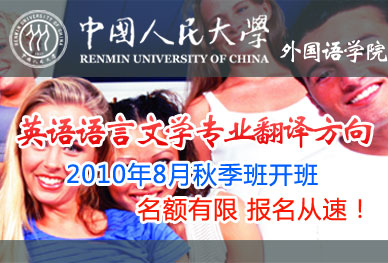 中國人民大學 外国语学院
RENMIN UNIVERSITY OF CHINA
英语语言文学专业翻译方向
2010年8月秋季班开班
名额有限 报名从速！